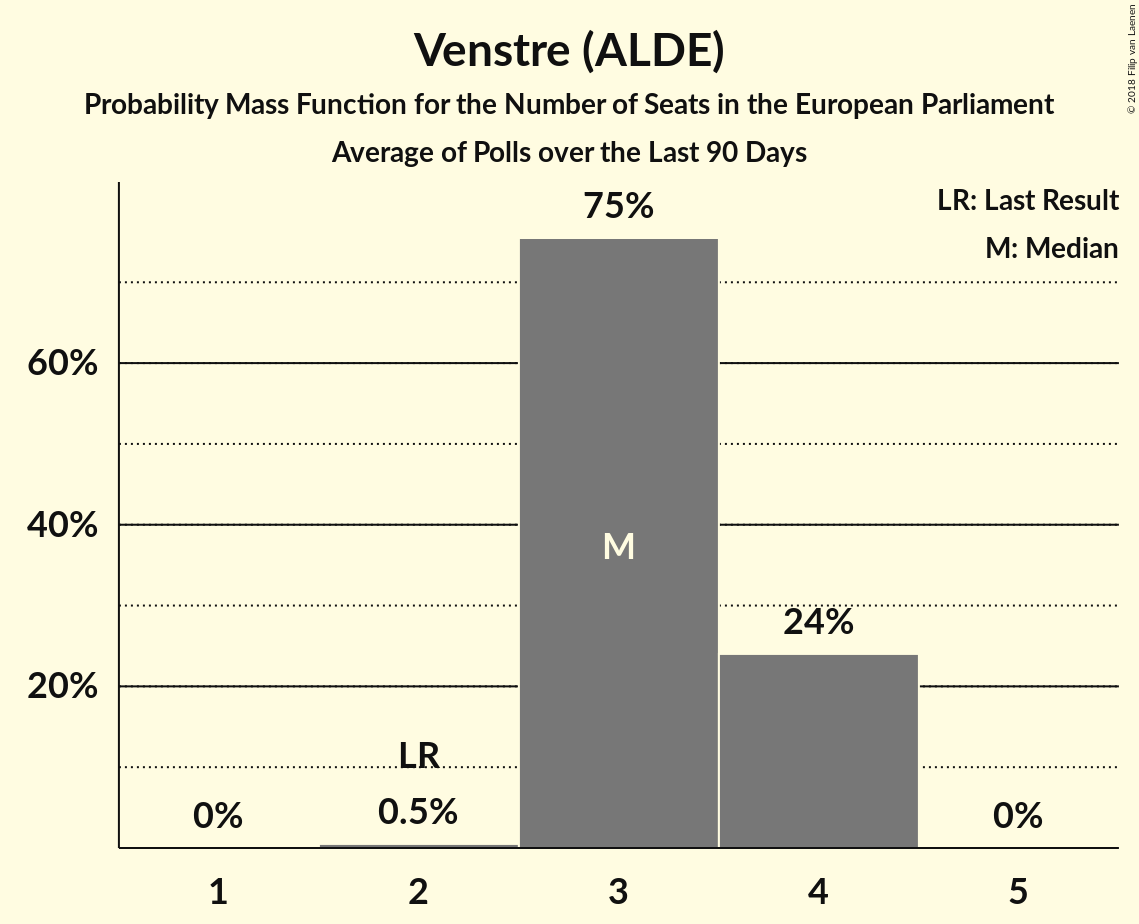 Venstre (ALDE)
Probability Mass Function for the Number of Seats in the European Parliament
Average of Polls over the Last 90 Days
© 2018 Filip van Laenen
LR: Last Result
M: Median
75%
60%
40%
M
24%
20%
LR
0%
0.5%
0%
1
2
3
4
5